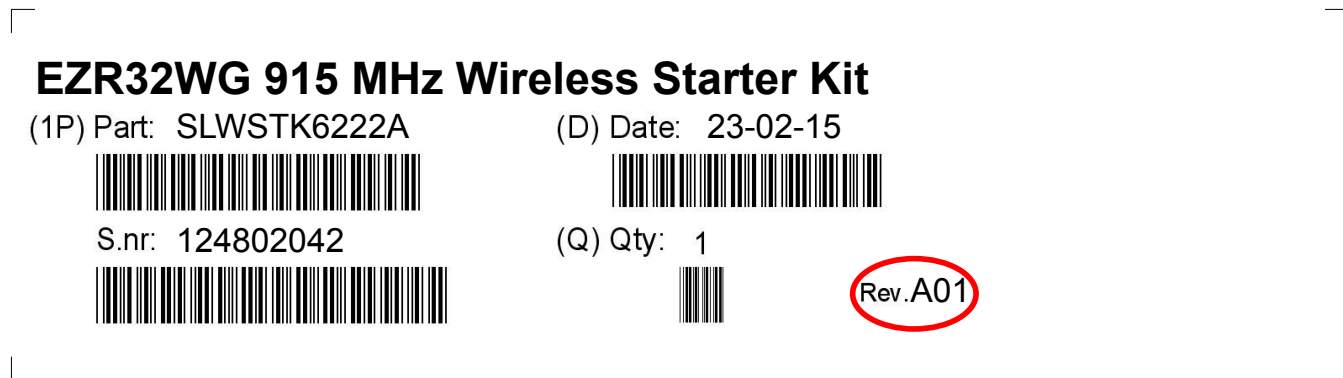 EZR32WG 915 MHz Wireless Starter Kit
(1P) Part: SLWSTK6222A
(D) Date: 23-02-15
S.nr: 124802042
(Q) Qty: 1
Rev.A01